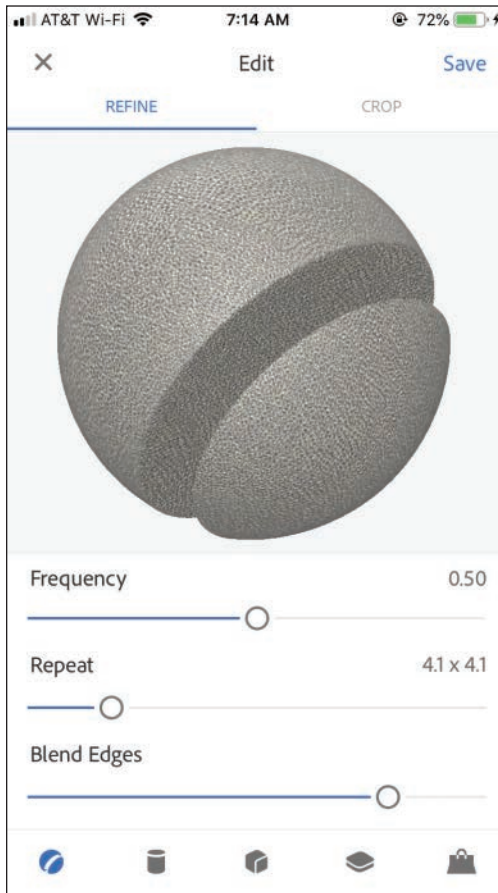 AT&T Wi-Fi 7:14 AM 72%
Edit Save
REFINE CROP
Frequency 0.50
Repeat 4.1 x 4.1
Blend Edges